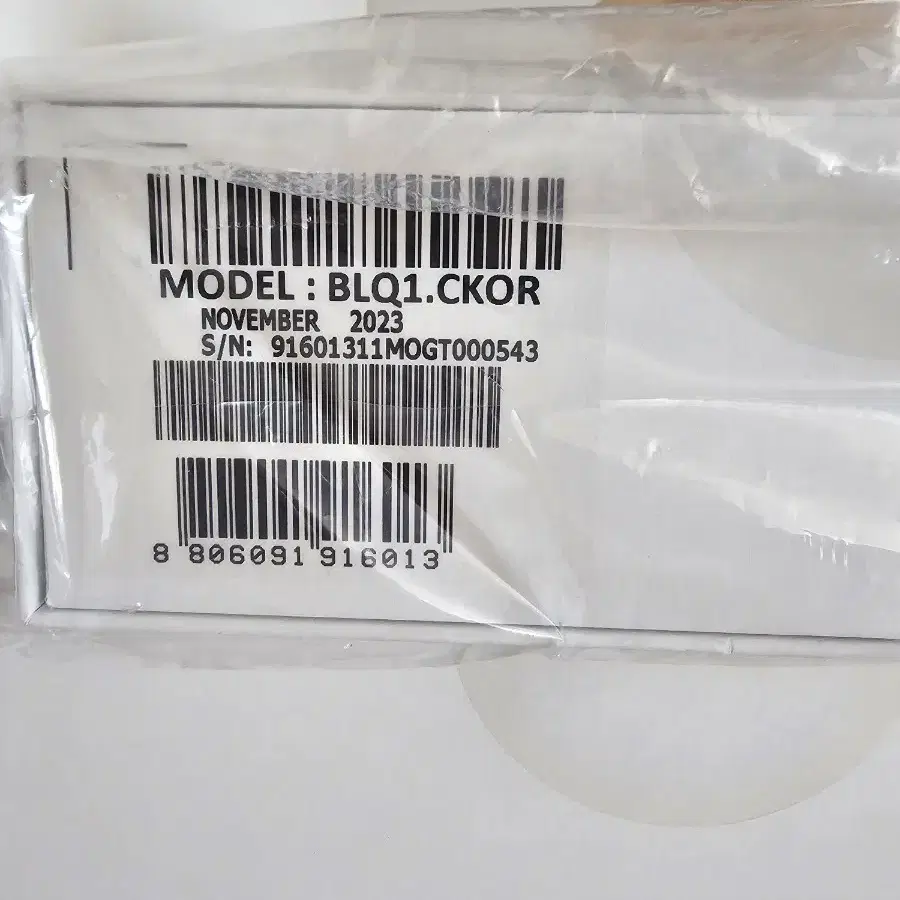 MODEL : BLQ1.CKOR
NOVEMBER 2023
S/N: 91601311MOGT000543
8 806091 916013